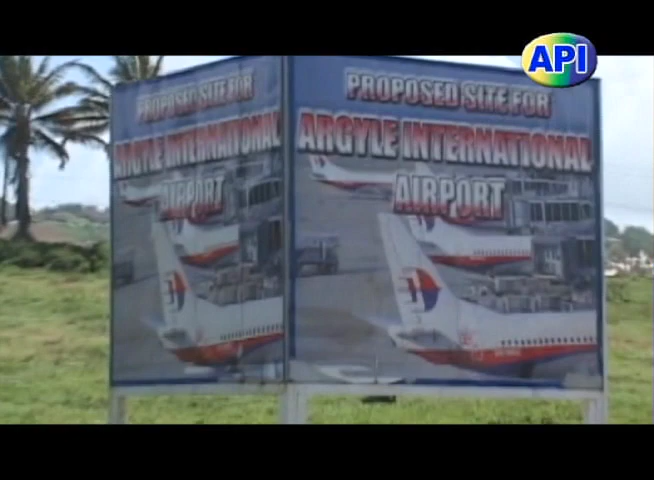 API
PROPOSED SITE FOR
ARGYLE INTERNATIONAL
AIRPORT
PROPOSED SITE FOR
ARGYLE INTERNATIONAL
AIRPORT